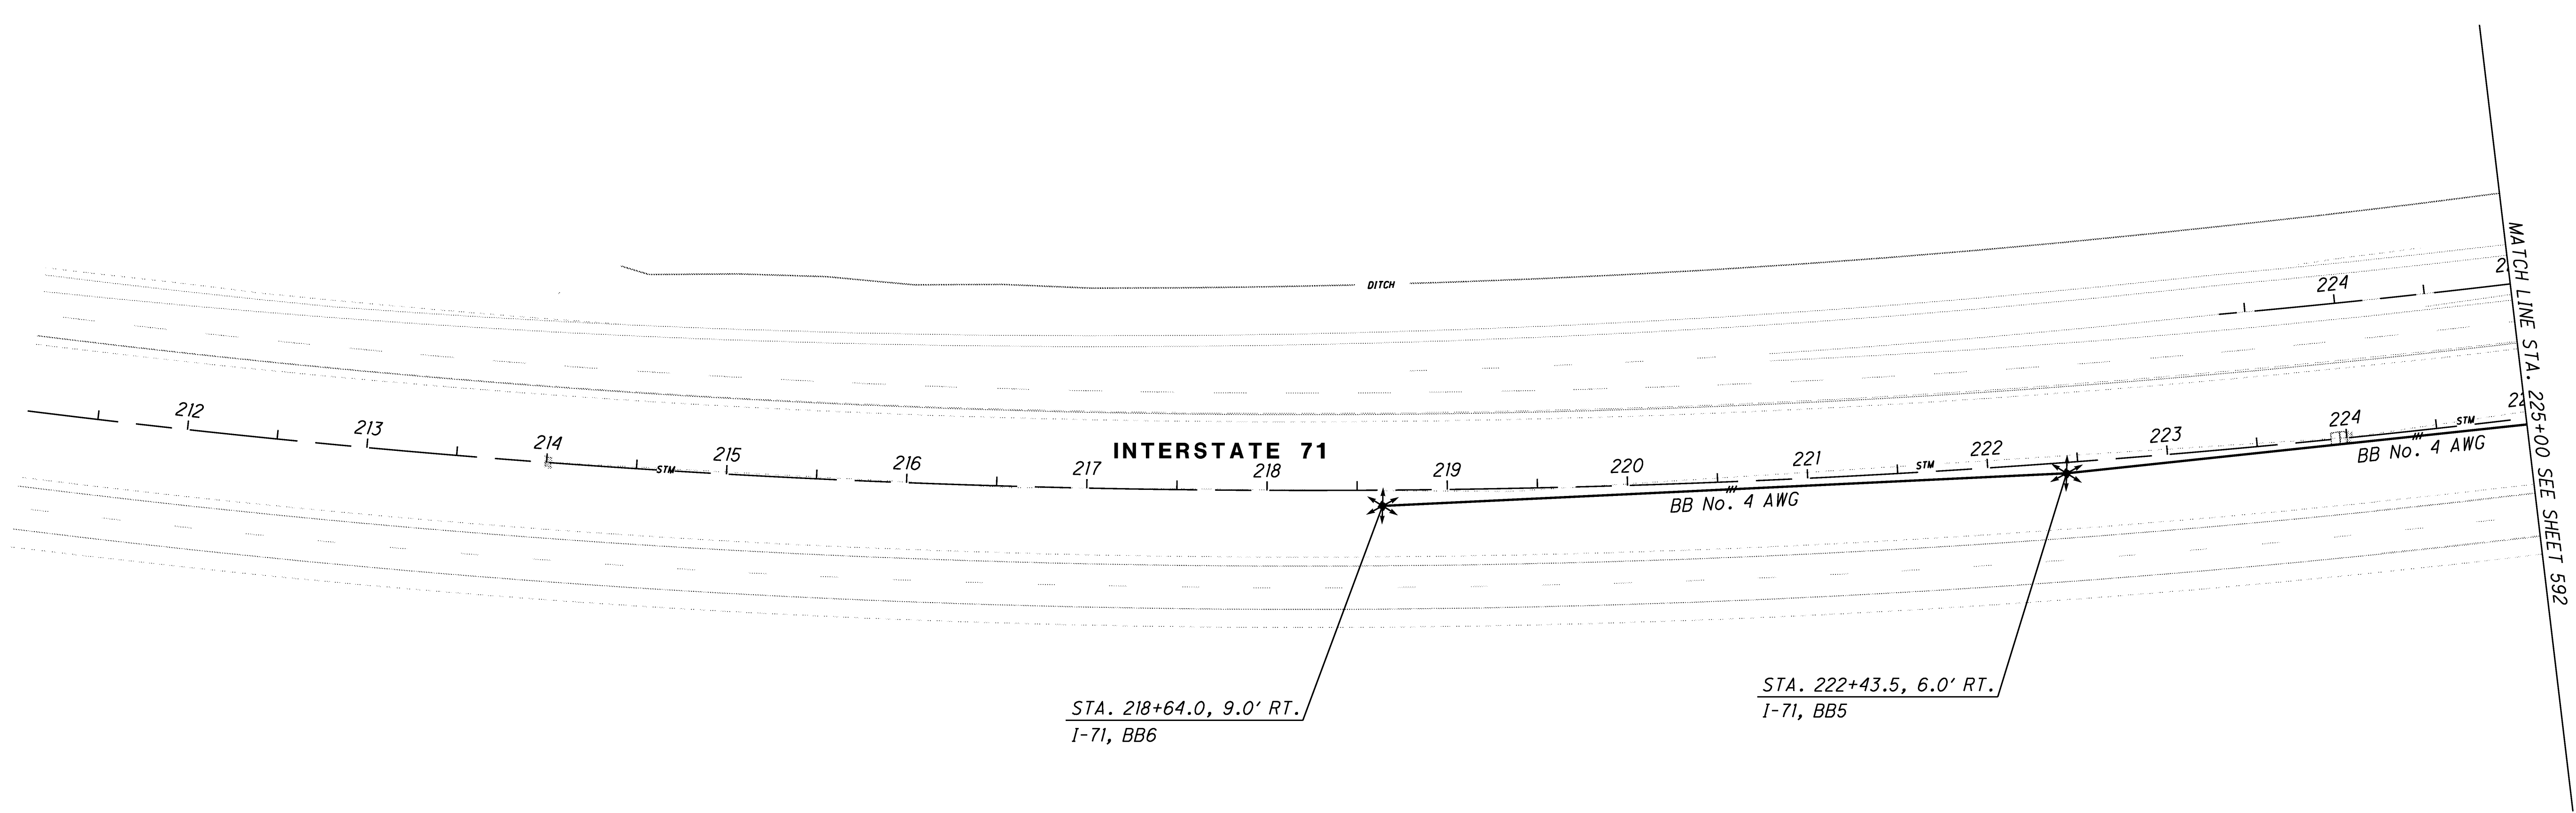 DITCH
224
2
MATCH LINE STA. 225+00 SEE SHEET 592
212
213
214
STM
215
216
217
INTERSTATE 71
218
219
220
221
STM
222
223
224
STM
22
BB No. 4 AWG
BB No. 4 AWG
STA. 218+64.0, 9.0' RT.
I-71, BB6
STA. 222+43.5, 6.0' RT.
I-71, BB5